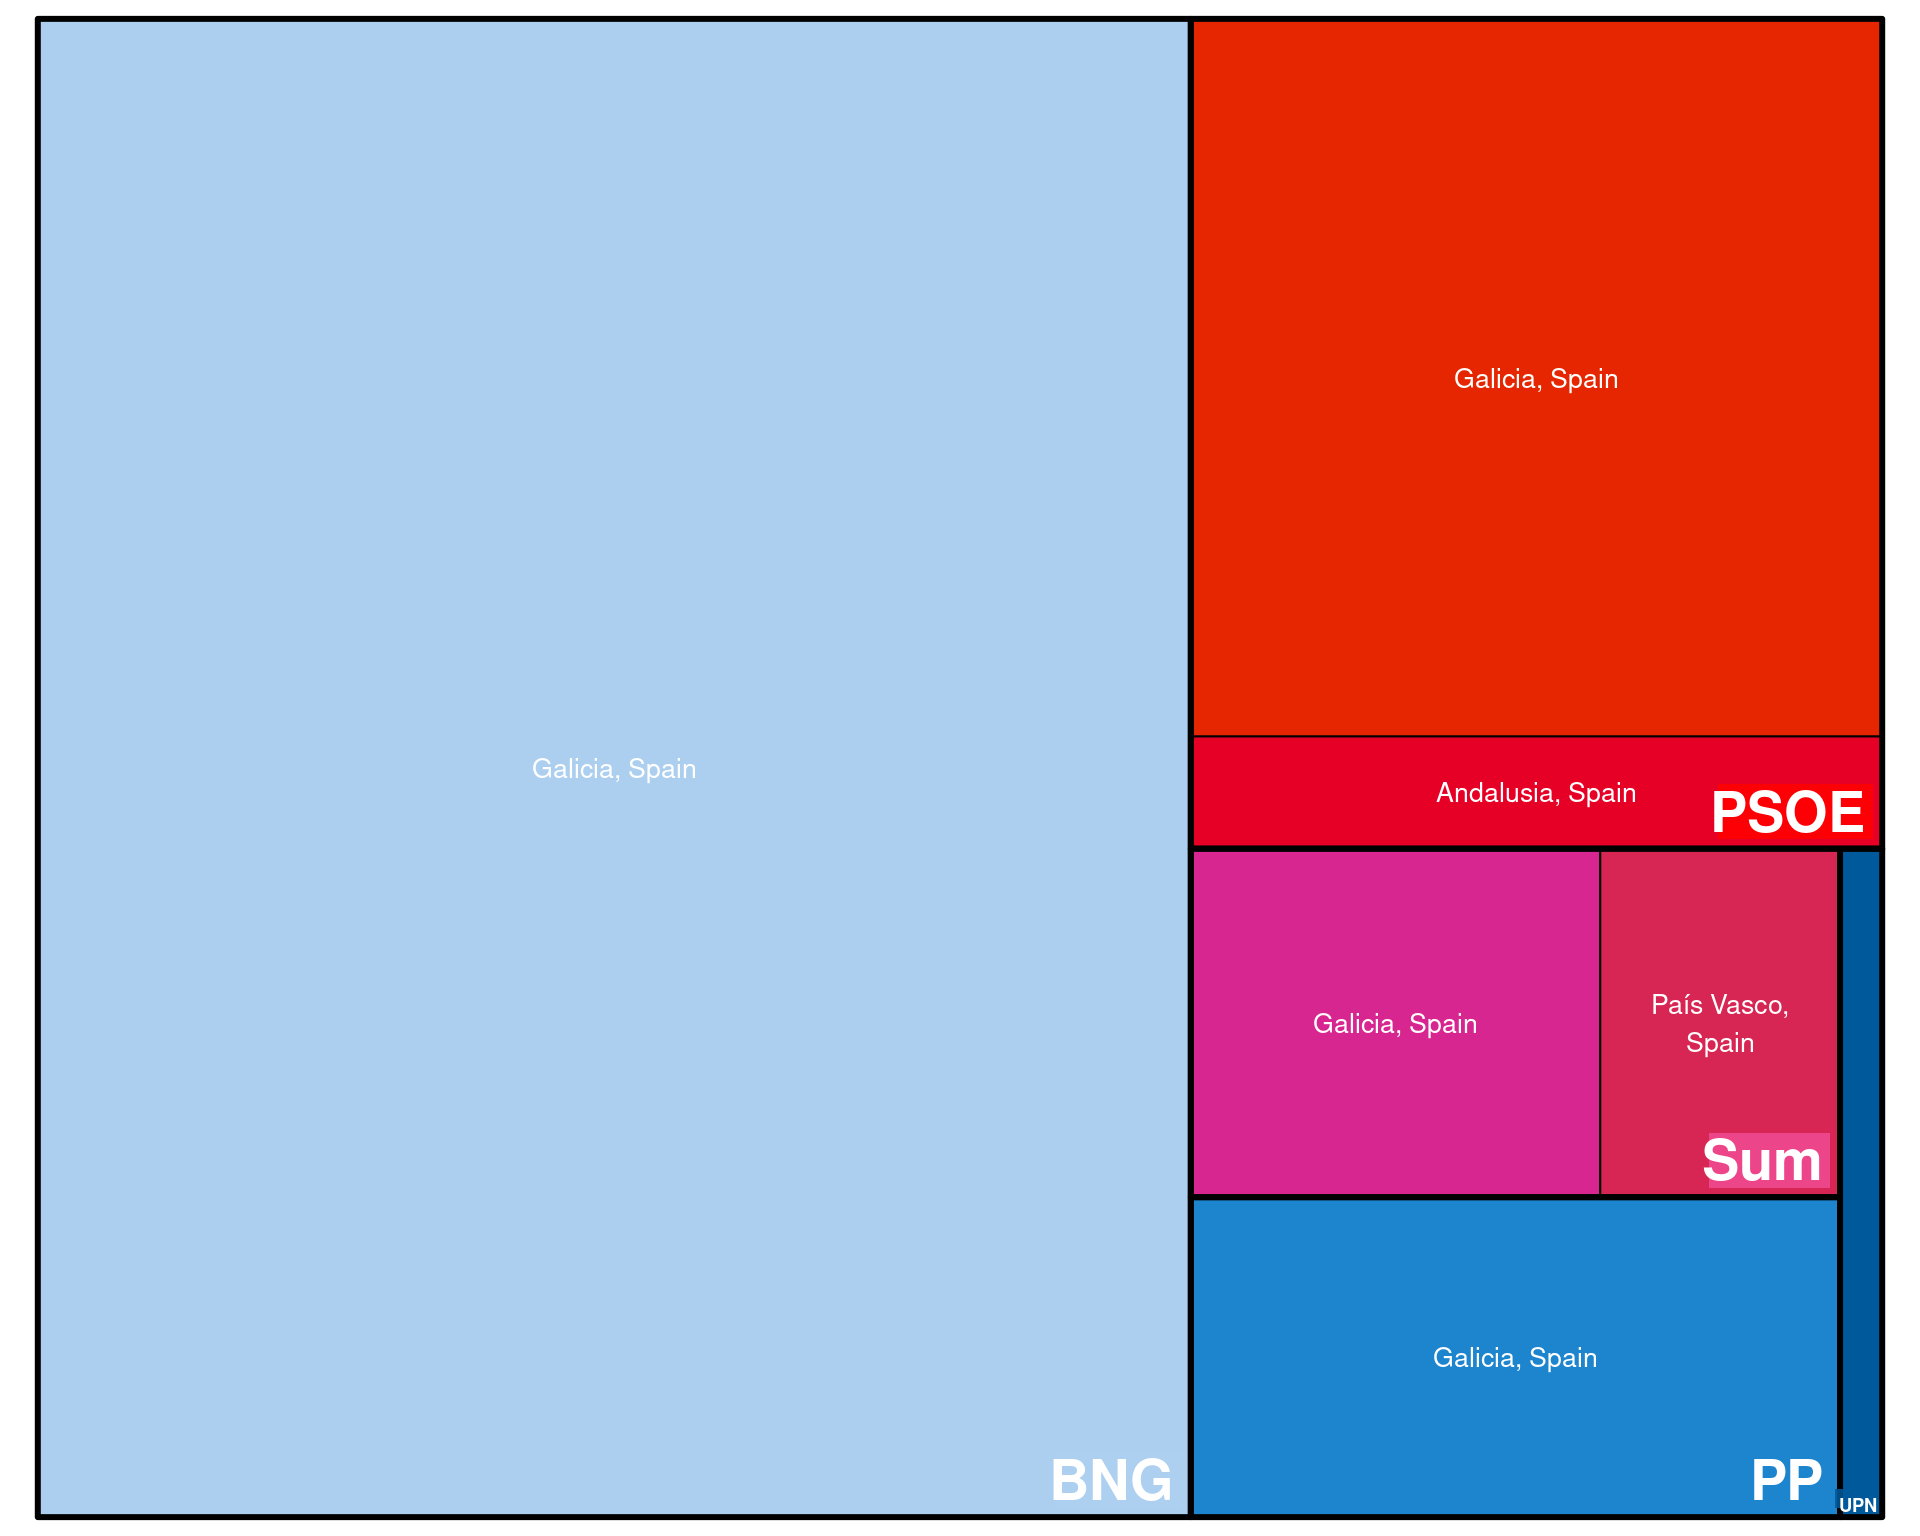 Galicia, Spain
BNG
Galicia, Spain
Andalusia, Spain
PSOE
Galicia, Spain
País Vasco,
Spain
Sum
Galicia, Spain
PP
UPN